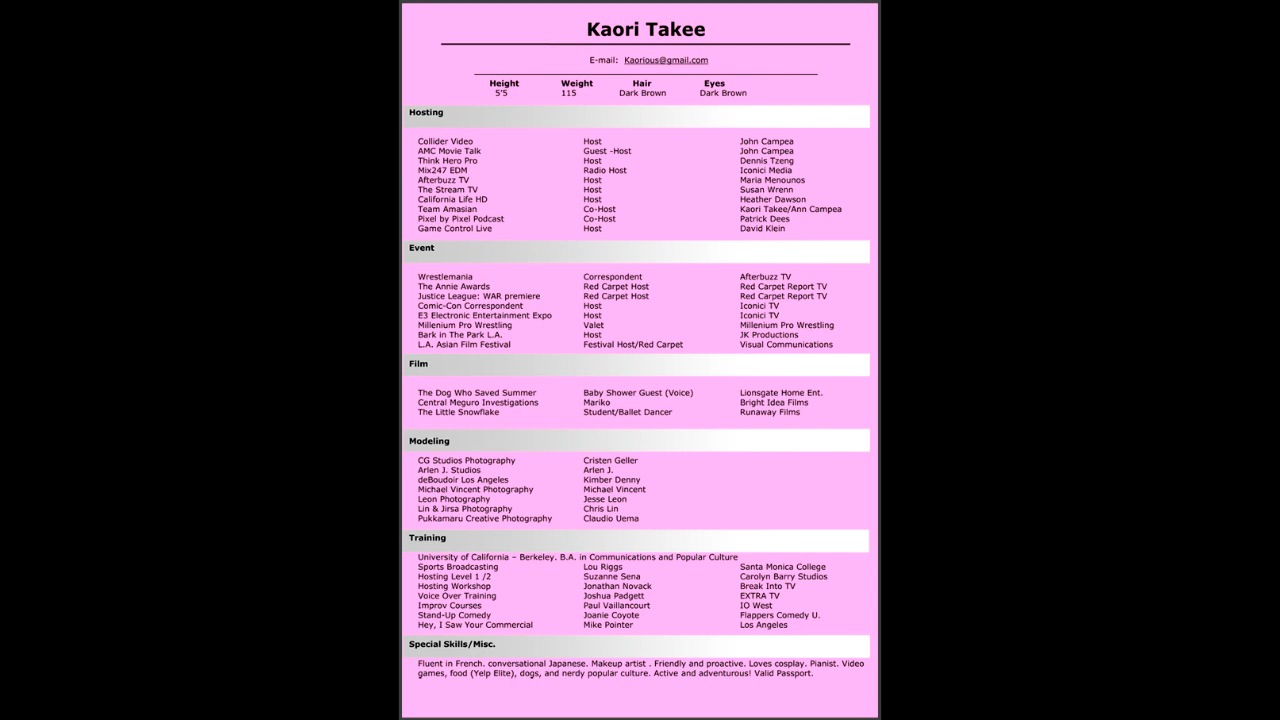 Kaori Takee
E-mail: Kaorious@gmail.com
Height Weight Hair Eyes
5'5 115 Dark Brown Dark Brown
Hosting
Collider Video Host John Campea
AMC Movie Talk Guest -Host John Campea
Think Hero Pro Host Dennis Tzeng
Mix247 EDM Radio Host Iconici Media
Afterbuzz TV Host Maria Menounos
The Stream TV Host Susan Wrenn
California Life HD Host Heather Dawson
Team Amasian Co-Host Kaori Takee/Ann Campea
Pixel by Pixel Podcast Co-Host Patrick Dees
Game Control Live Host David Klein
Event
Wrestlemania Correspondent Afterbuzz TV
The Annie Awards Red Carpet Host Red Carpet Report TV
Justice League: WAR premiere Red Carpet Host Red Carpet Report TV
Comic-Con Correspondent Host Iconici TV
E3 Electronic Entertainment Expo Host Iconici TV
Millenium Pro Wrestling Valet Millenium Pro Wrestling
Bark in The Park L.A. Host JK Productions
L.A. Asian Film Festival Festival Host/Red Carpet Visual Communications
Film
The Dog Who Saved Summer Baby Shower Guest (Voice) Lionsgate Home Ent.
Central Meguro Investigations Mariko Bright Idea Films
The Little Snowflake Student/Ballet Dancer Runaway Films
Modeling
CG Studios Photography Cristen Geller
Arlen J. Studios Arlen J.
deBoudoir Los Angeles Kimber Denny
Michael Vincent Photography Michael Vincent
Leon Photography Jesse Leon
Lin & Jirsa Photography Chris Lin
Pukkamaru Creative Photography Claudio Uema
Training
University of California – Berkeley. B.A. in Communications and Popular Culture
Sports Broadcasting Lou Riggs Santa Monica College
Hosting Level 1 /2 Suzanne Sena Carolyn Barry Studios
Hosting Workshop Jonathan Novack Break Into TV
Voice Over Training Joshua Padgett EXTRA TV
Improv Courses Paul Vaillancourt IO West
Stand-Up Comedy Joanie Coyote Flappers Comedy U.
Hey, I Saw Your Commercial Mike Pointer Los Angeles
Special Skills/Misc.
Fluent in French. conversational Japanese. Makeup artist . Friendly and proactive. Loves cosplay. Pianist. Video
games, food (Yelp Elite), dogs, and nerdy popular culture. Active and adventurous! Valid Passport.